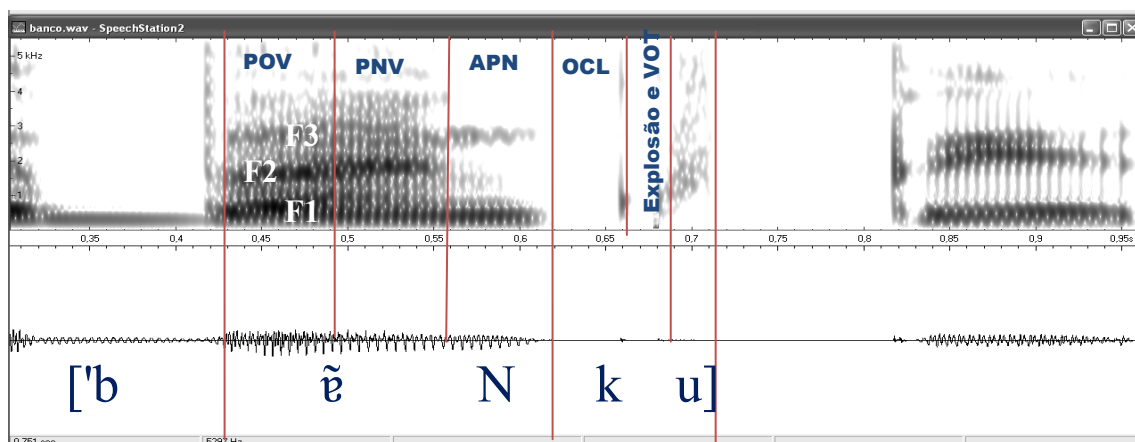 banco.wav - SpeechStation2
5 kHz
POV PNV APN OCL Explosão e VOT
4
3
F3
2
F2
1
F1
0,35 0,4 0,45 0,5 0,55 0,6 0,65 0,7 0,75 0,8 0,85 0,9 0,95s
['b ɐ̃ N k u]